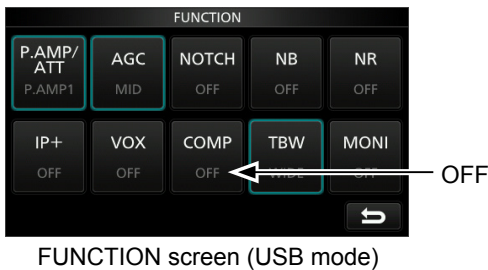 FUNCTION
P.AMP/
ATT
P.AMP1
AGC
MID
NOTCH
OFF
NB
OFF
NR
OFF
IP+
OFF
VOX
OFF
COMP
OFF
TBW
WIDE
MONI
OFF
OFF
FUNCTION screen (USB mode)